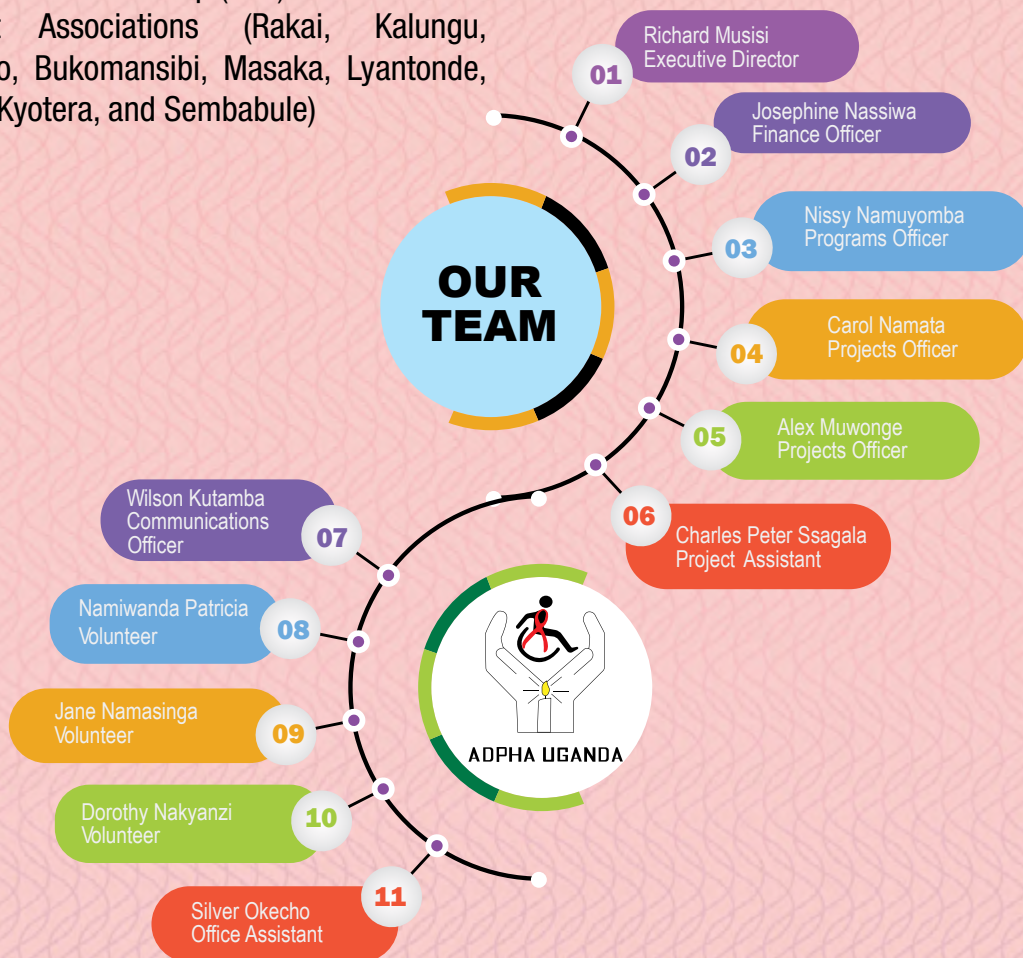 Associations (Rakai, Kalungu,
Bukomansibi, Masaka, Lyantonde,
Kyotera, and Sembabule)
OUR
TEAM
01
Richard Musisi
Executive Director
02
Josephine Nassiwa
Finance Officer
03
Nissy Namuyomba
Programs Officer
04
Carol Namata
Projects Officer
05
Alex Muwonge
Projects Officer
06
Charles Peter Ssagala
Project Assistant
07
Wilson Kutamba
Communications
Officer
08
Namiwanda Patricia
Volunteer
09
Jane Namasinga
Volunteer
10
Dorothy Nakyanzi
Volunteer
11
Silver Okecho
Office Assistant
ADPHA UGANDA